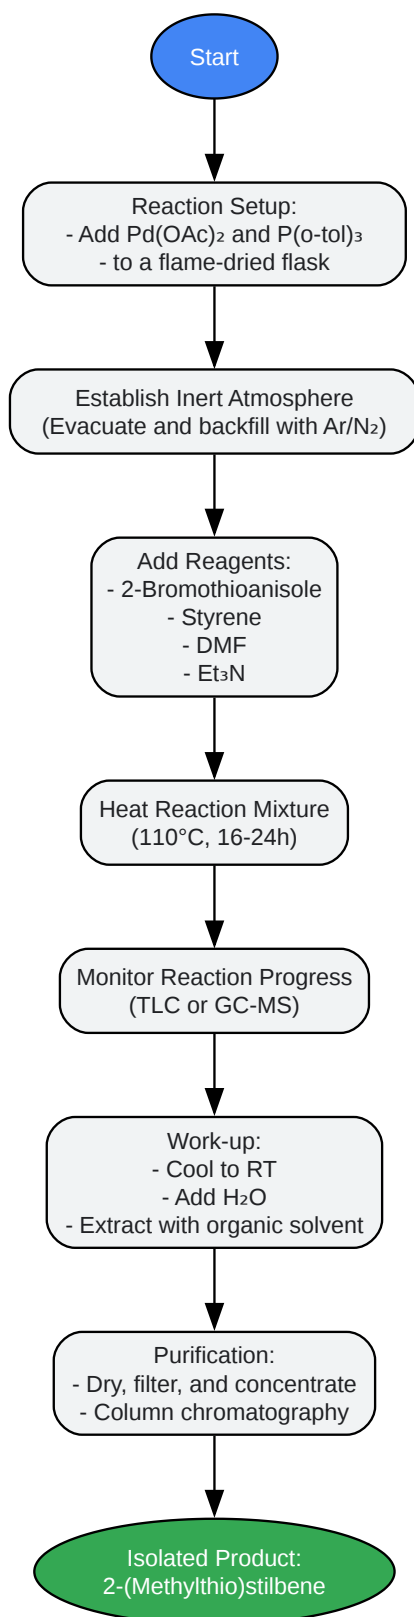 Start
Reaction Setup:
- Add Pd(OAc)₂ and P(o-tol)₃
- to a flame-dried flask
Establish Inert Atmosphere
(Evacuate and backfill with Ar/N₂)
Add Reagents:
- 2-Bromothioanisole
- Styrene
- DMF
- Et₃N
Heat Reaction Mixture
(110°C, 16-24h)
Monitor Reaction Progress
(TLC or GC-MS)
Work-up:
- Cool to RT
- Add H₂O
- Extract with organic solvent
Purification:
- Dry, filter, and concentrate
- Column chromatography
Isolated Product:
2-(Methylthio)stilbene